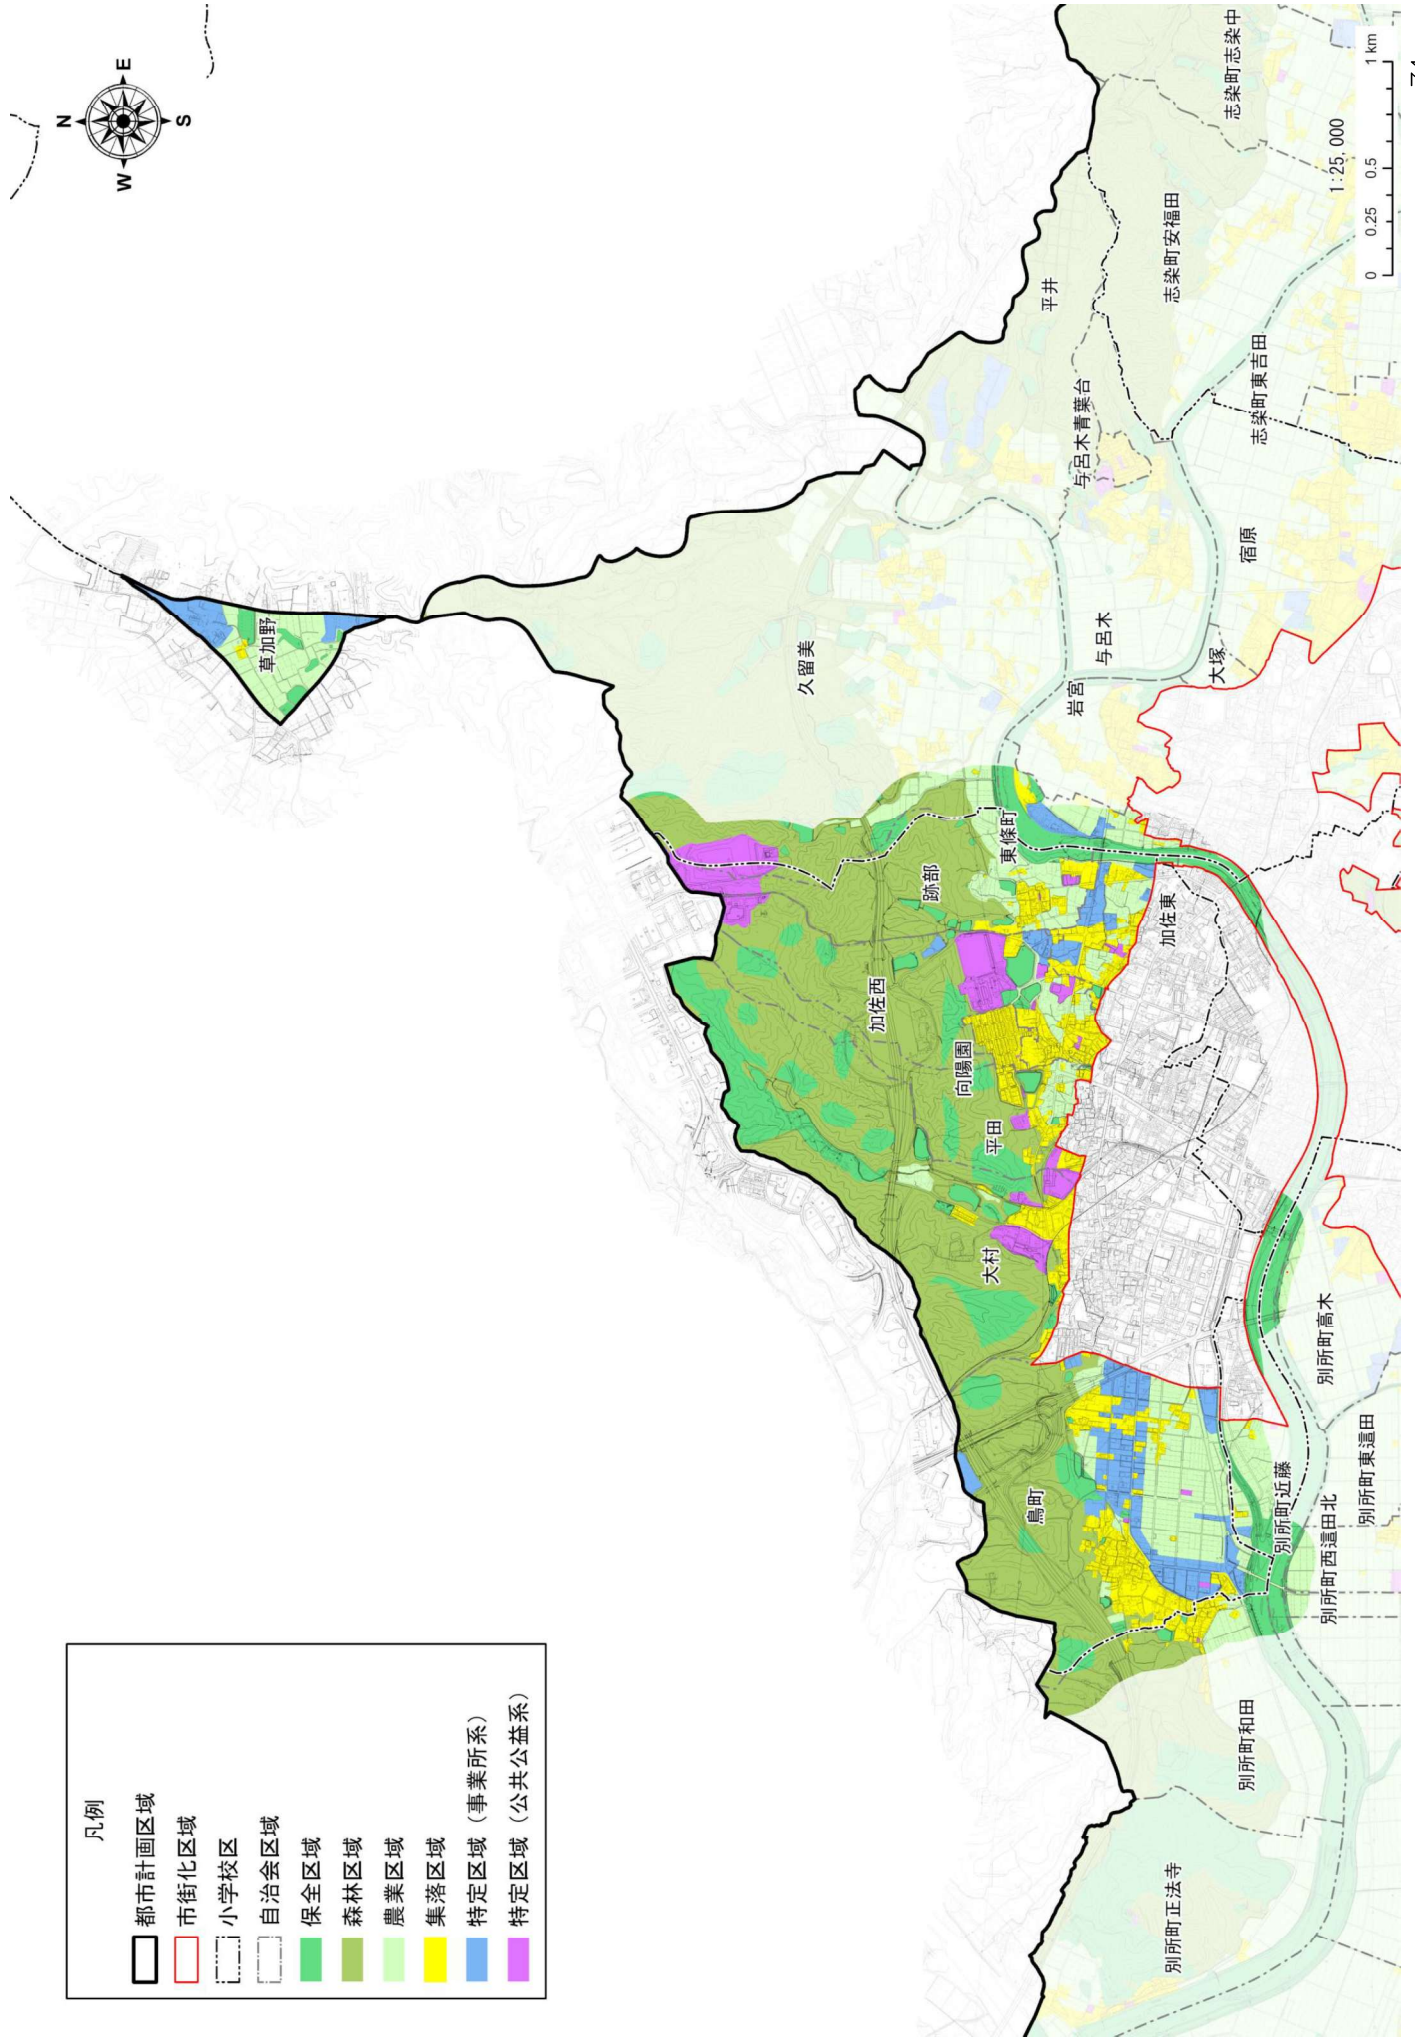 凡例
都市計画区域
市街化区域
小学校区
自治会区域
保全区域
森林区域
農業区域
集落区域
特定区域（事業所系）
特定区域（公共公益系）
N
W
E
S
草加野
久留美
平井
与呂木青葉台
志染町安福田
志染町志染中
志染町東吉田
宿原
与呂木
岩宮
大塚
東條町
跡部
加佐東
加佐西
向陽園
平田
大村
鳥町
別所町高木
別所町近藤
別所町東這田
別所町西這田北
別所町和田
別所町正法寺
1:25,000
0 0.25 0.5 1 km